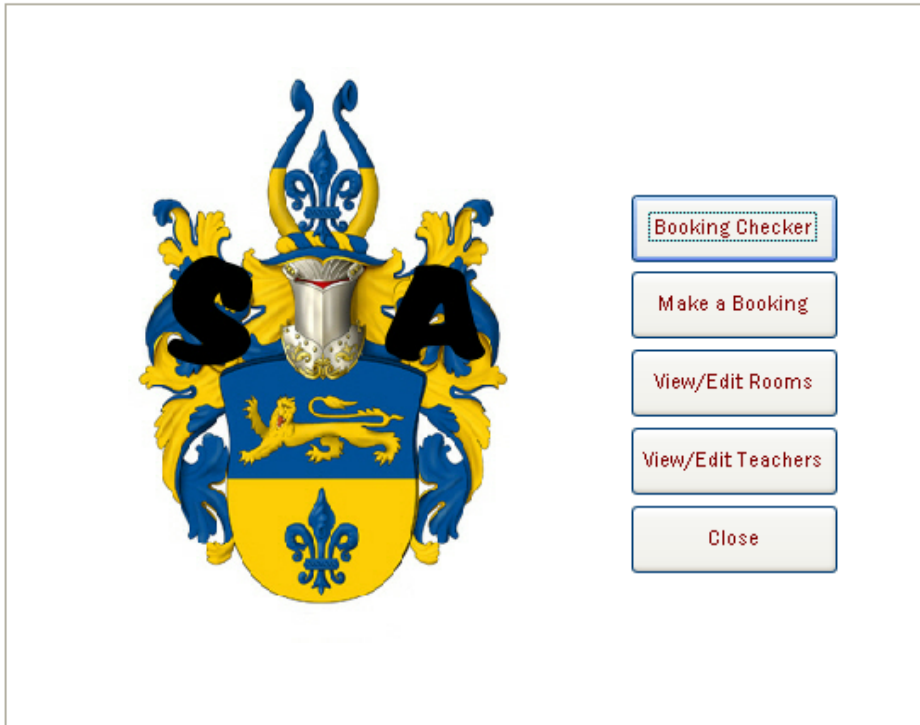 S A
Booking Checker
Make a Booking
View/Edit Rooms
View/Edit Teachers
Close